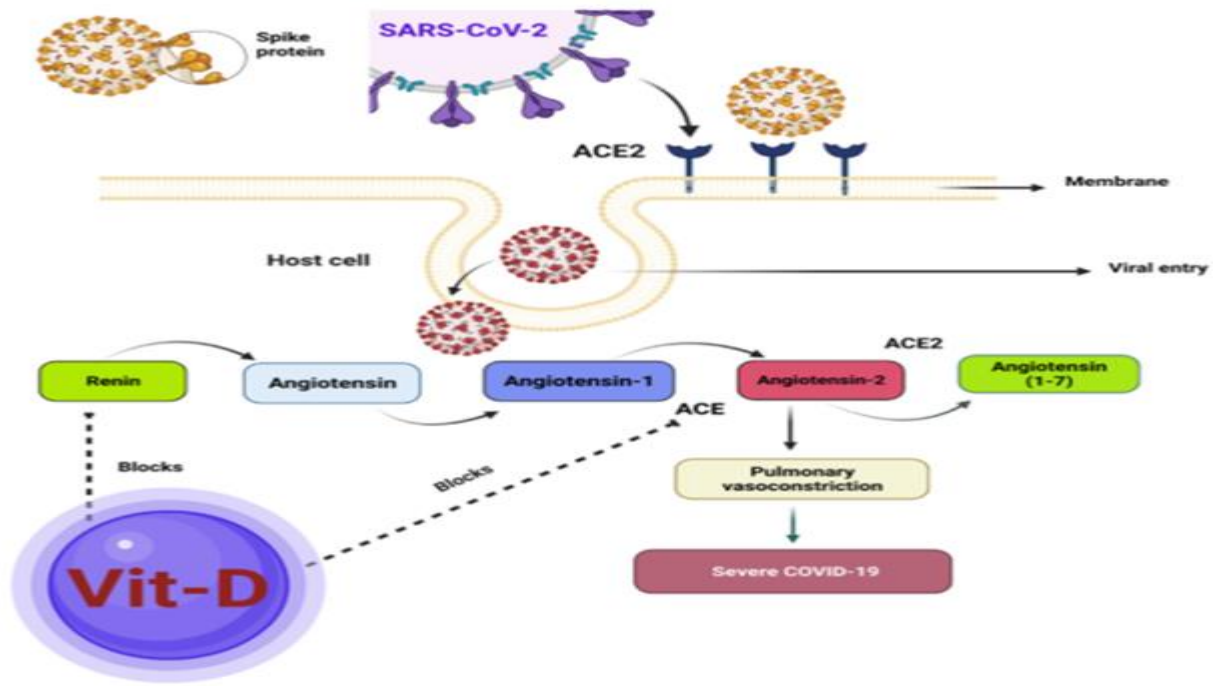 Spike
protein
SARS-CoV-2
ACE2
Membrane
Host cell
Viral entry
ACE2
Renin
Angiotensin
Angiotensin-1
Angiotensin-2
Angiotensin
(1-7)
ACE
Blocks
Blocks
Pulmonary
vasoconstriction
Vit-D
Severe COVID-19